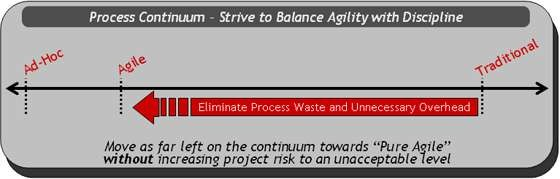 Process Continuum – Strive to Balance Agility with Discipline
Ad-Hoc
Agile
Traditional
Eliminate Process Waste and Unnecessary Overhead
Move as far left on the continuum towards “Pure Agile”
without increasing project risk to an unacceptable level